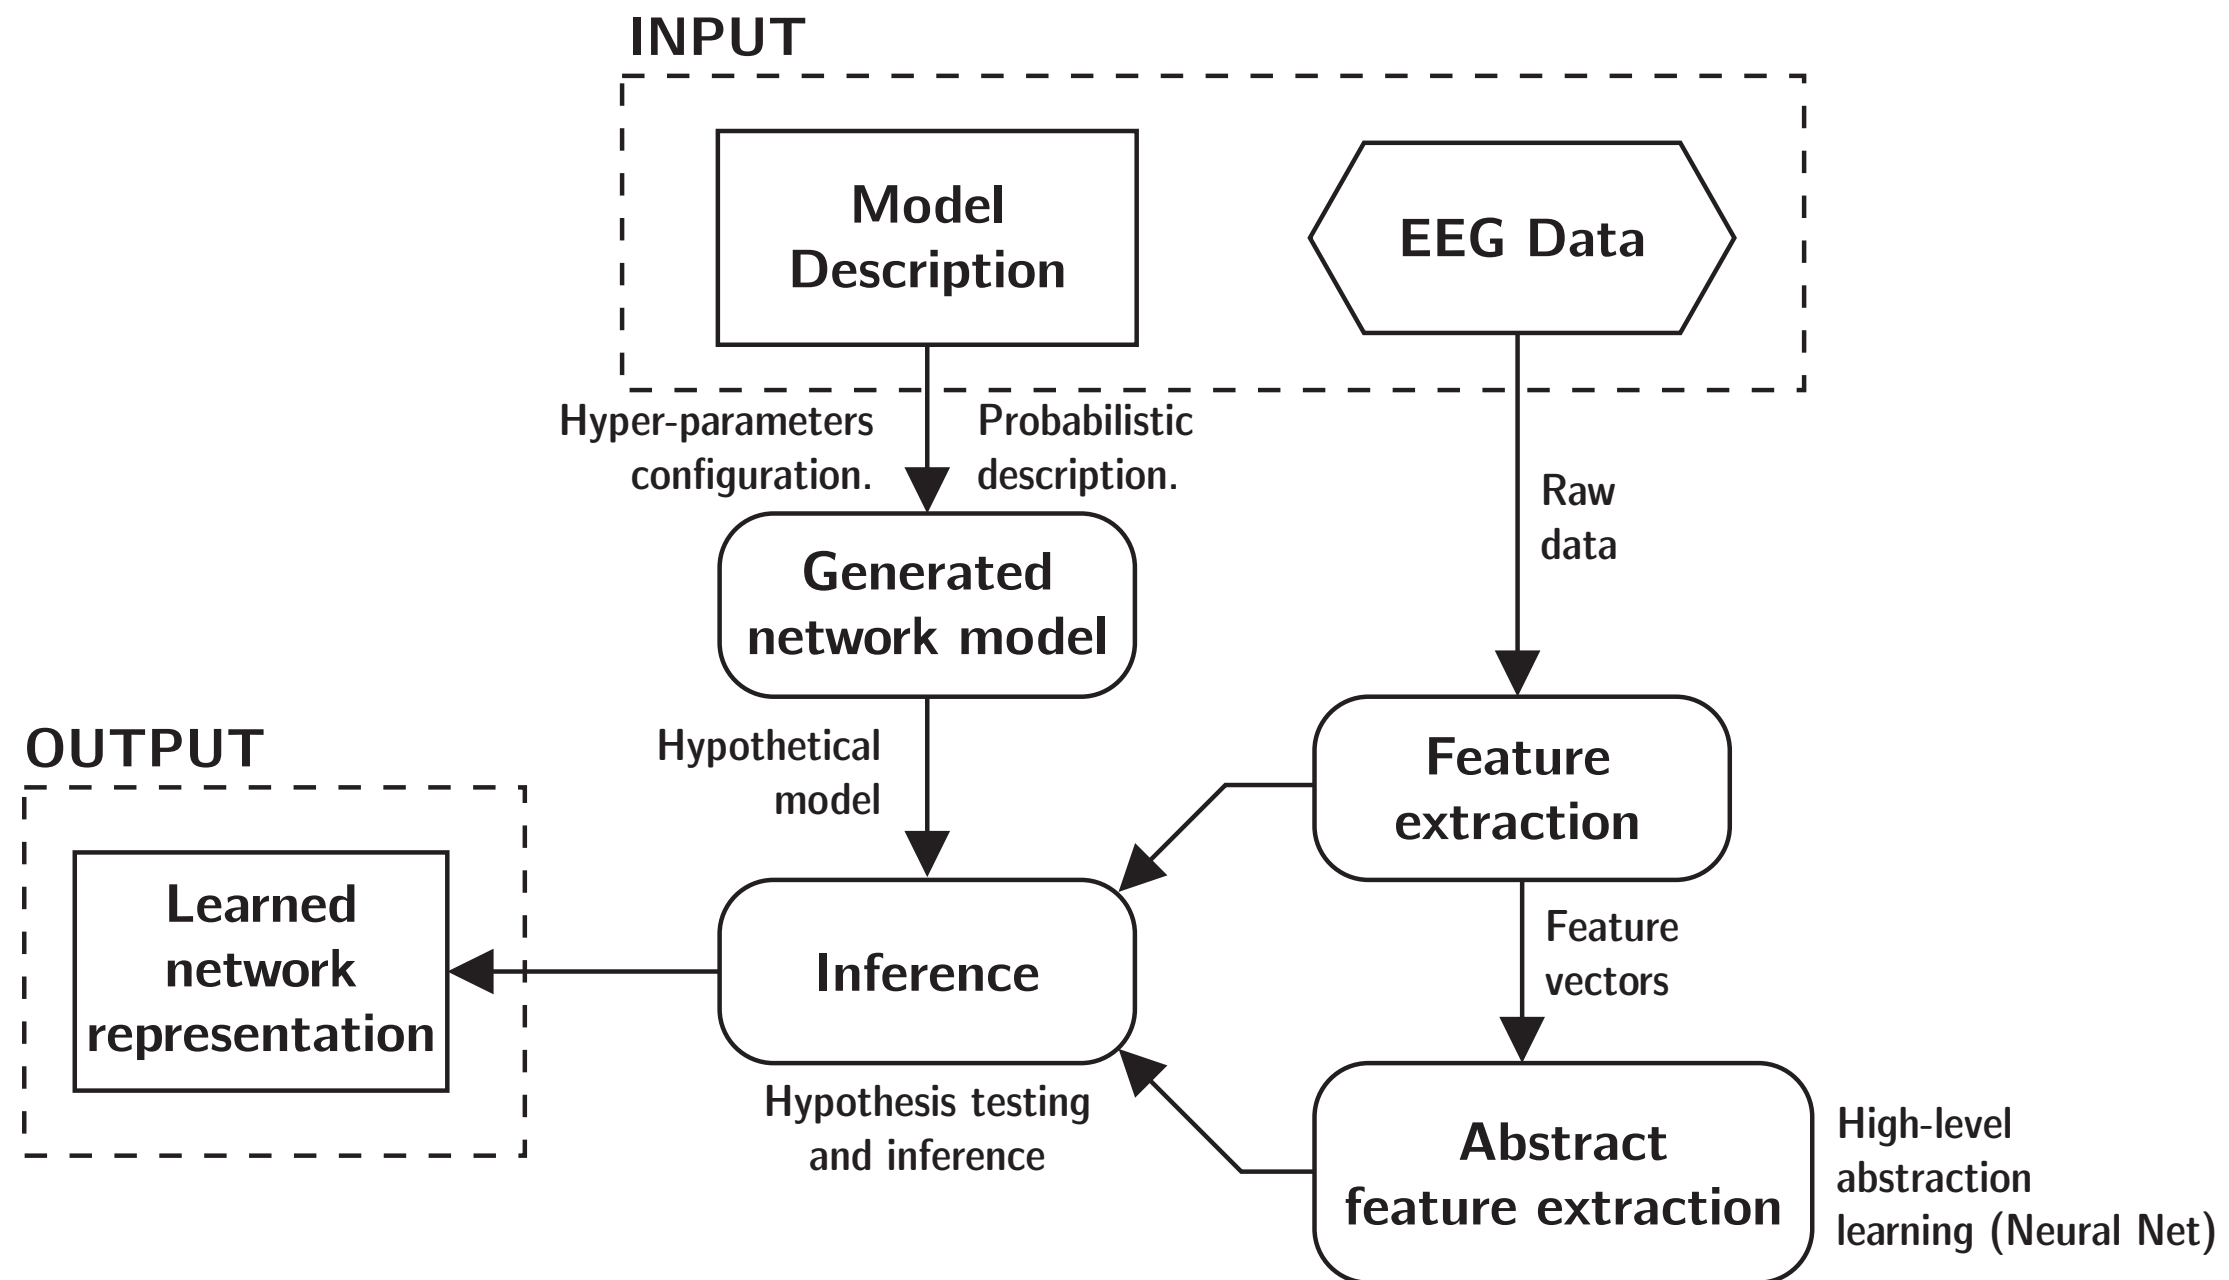 INPUT
Model
Description
EEG Data
Hyper-parameters
configuration.
Probabilistic
description.
Raw
data
Generated
network model
Hypothetical
model
Feature
extraction
OUTPUT
Learned
network
representation
Inference
Feature
vectors
Hypothesis testing
and inference
Abstract
feature extraction
High-level
abstraction
learning (Neural Net)